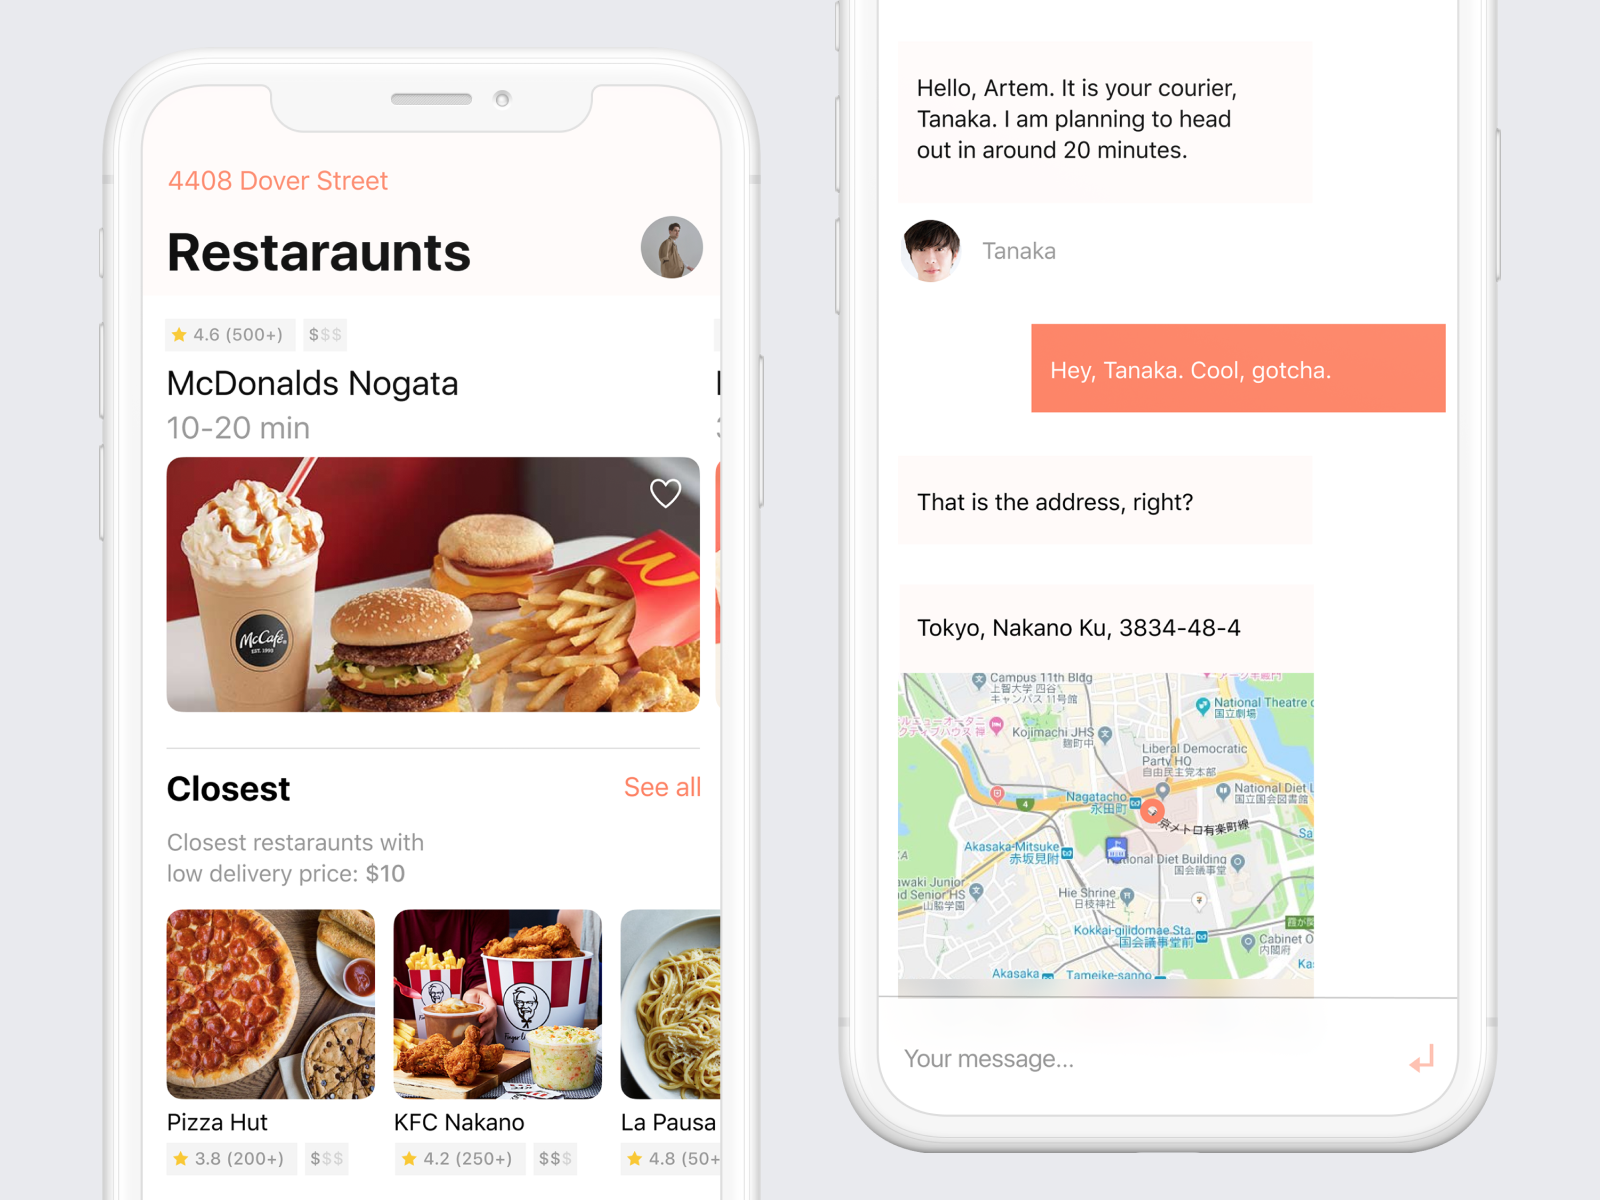 4408 Dover Street
Restaraunts
4.6 (500+)
$$$
McDonalds Nogata
10-20 min
McCafé
EST. 1993
Closest
See all
Closest restaraunts with
low delivery price: $10
Pizza Hut
3.8 (200+)
$$$
KFC Nakano
4.2 (250+)
$$$
La Pausa
4.8 (50+
Hello, Artem. It is your courier,
Tanaka. I am planning to head
out in around 20 minutes.
Tanaka
Hey, Tanaka. Cool, gotcha.
That is the address, right?
Tokyo, Nakano Ku, 3834-48-4
Campus 11th Bldg
上智大学 四谷
キャンパス 11号館
National Theatre
国立劇場
Kojimachi JHS
麹町中
Liberal Democratic
Party HQ
自由民主党本部
National Diet L
国立国会図書館
4
Nagatacho
永田町
京メトロ有楽町線
Akasaka-Mitsuke
赤坂見附
National Diet Building
国会議事堂
awaki Junior
nd Senior HS
山脇学園
Hie Shrine
日枝神社
Kokkai-gijidomae Sta.
国会議事堂前
Cabinet O
内閣府
Akasaka
Tameike-sanno
Your message...